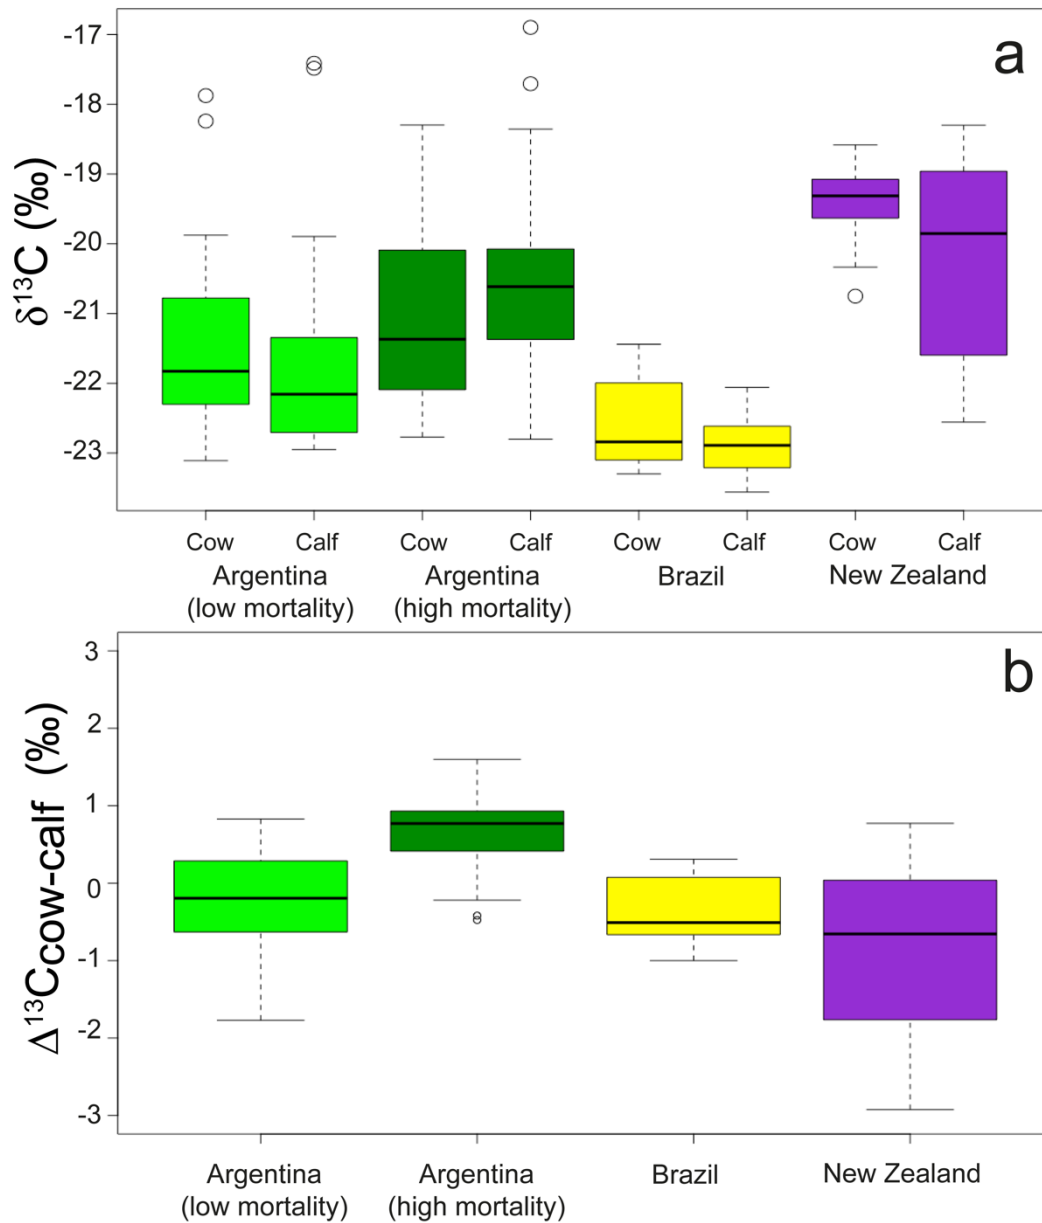 a
-17
-18
-19
-20
-21
-22
-23
δ¹³C (‰)
Cow Calf Cow Calf Cow Calf Cow Calf
Argentina Argentina Brazil New Zealand
(low mortality) (high mortality)
b
3
2
1
0
-1
-2
-3
Δ¹³Ccow-calf (‰)
Argentina Argentina Brazil New Zealand
(low mortality) (high mortality)